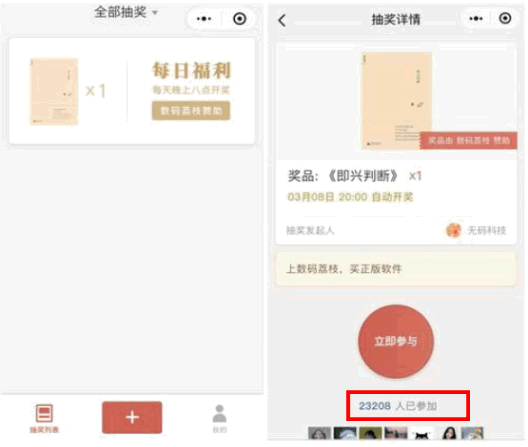 全部抽奖
x1
每日福利
每天晚上八点开奖
数码荔枝赞助
抽奖列表
+
我的
抽奖详情
奖品由 数码荔枝 赞助
奖品: 《即兴判断》 x1
03月08日 20:00 自动开奖
抽奖发起人
无码科技
上数码荔枝，买正版软件
立即参与
23208 人已参加